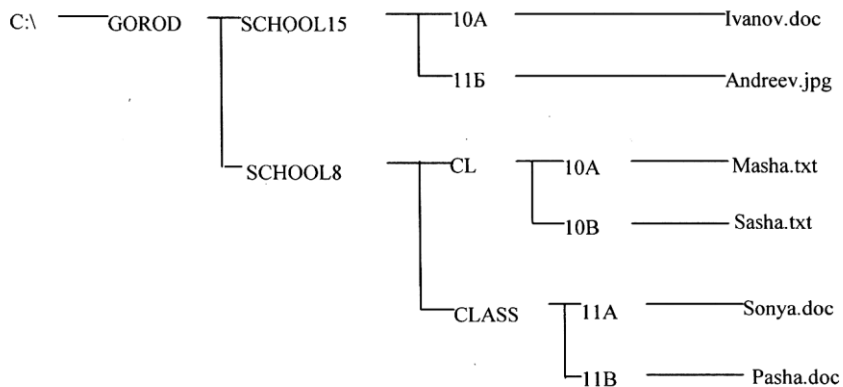 C:\ GOROD SCHOOL15 10A Ivanov.doc
11Б Andreev.jpg
SCHOOL8 CL 10A Masha.txt
10B Sasha.txt
CLASS 11A Sonya.doc
11B Pasha.doc